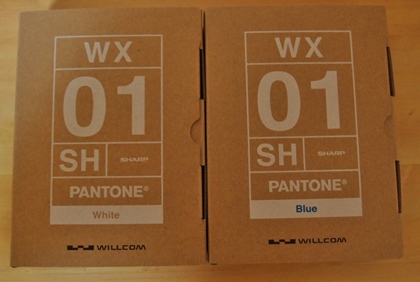 WX
01
SH SHARP
PANTONE®
White
WILLCOM
WX
01
SH SHARP
PANTONE®
Blue
WILLCOM